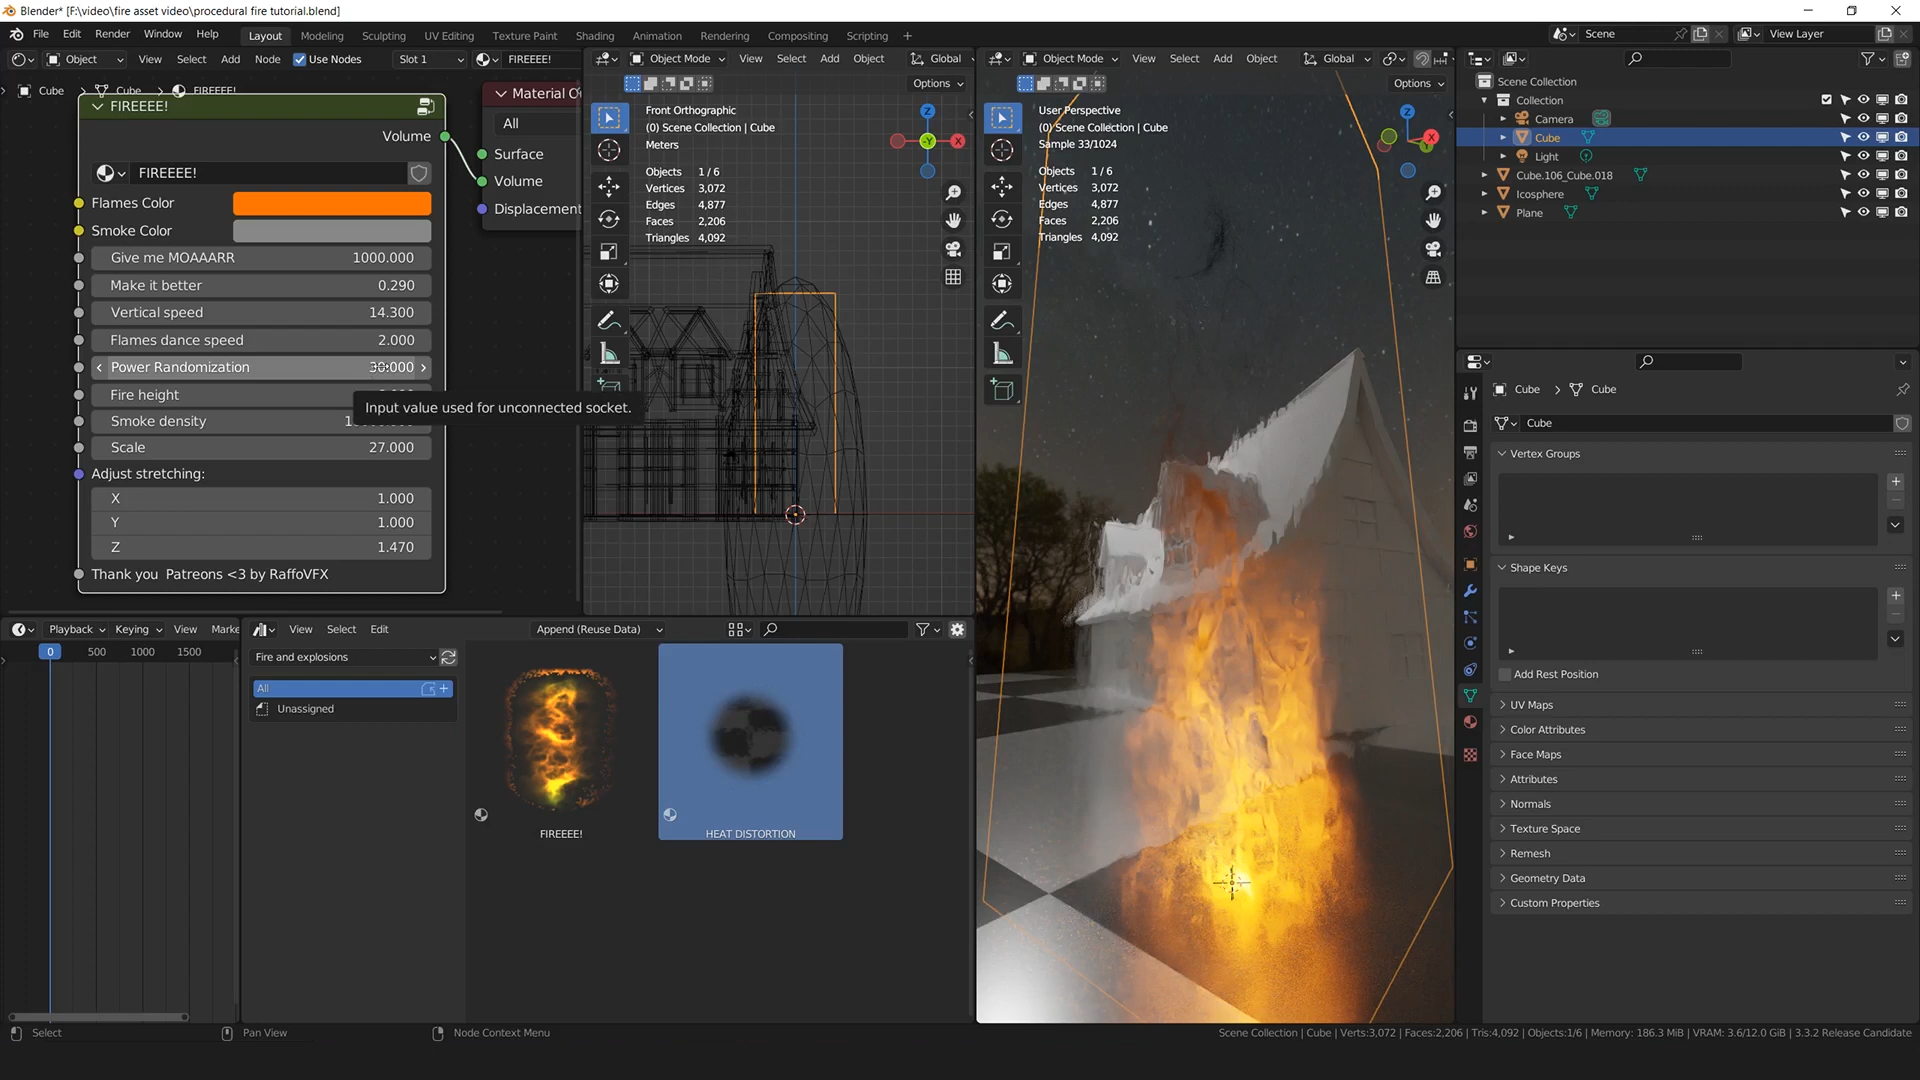 Blender* [F:\video\fire asset video\procedural fire tutorial.blend]
File Edit Render Window Help Layout Modeling Sculpting UV Editing Texture Paint Shading Animation Rendering Compositing Scripting + Scene View Layer
Object View Select Add Node Use Nodes Slot 1 FIREEEE!
Object Mode View Select Add Object Global
Object Mode View Select Add Object Global
Options
Options
Cube > Cube > FIREEEE!
FIREEEE!
Volume
FIREEEE!
Flames Color
Smoke Color
Give me MOAAARR 1000.000
Make it better 0.290
Vertical speed 14.300
Flames dance speed 2.000
Power Randomization
Fire height
Input value used for unconnected socket.
Smoke density
Scale 27.000
Adjust stretching:
X 1.000
Y 1.000
Z 1.470
Thank you Patreons <3 by RaffoVFX
Material
All
Surface
Volume
Displacement
Front Orthographic
(0) Scene Collection | Cube
Meters
Objects 1 / 6
Vertices 3,072
Edges 4,877
Faces 2,206
Triangles 4,092
Z
Y
X
User Perspective
(0) Scene Collection | Cube
Sample 33/1024
Objects 1 / 6
Vertices 3,072
Edges 4,877
Faces 2,206
Triangles 4,092
Z
X
Scene Collection
Collection
Camera
Cube
Light
Cube.106_Cube.018
Icosphere
Plane
Cube > Cube
Cube
Vertex Groups
Shape Keys
Add Rest Position
UV Maps
Color Attributes
Face Maps
Attributes
Normals
Texture Space
Remesh
Geometry Data
Custom Properties
Playback Keying View Marke
0 500 1000 1500
View Select Edit Append (Reuse Data)
Fire and explosions
All
Unassigned
FIREEEE!
HEAT DISTORTION
Select Pan View Node Context Menu
Scene Collection | Cube | Verts:3,072 | Faces:2,206 | Tris:4,092 | Objects:1/6 | Memory: 186.3 MiB | VRAM: 3.6/12.0 GiB | 3.3.2 Release Candidate